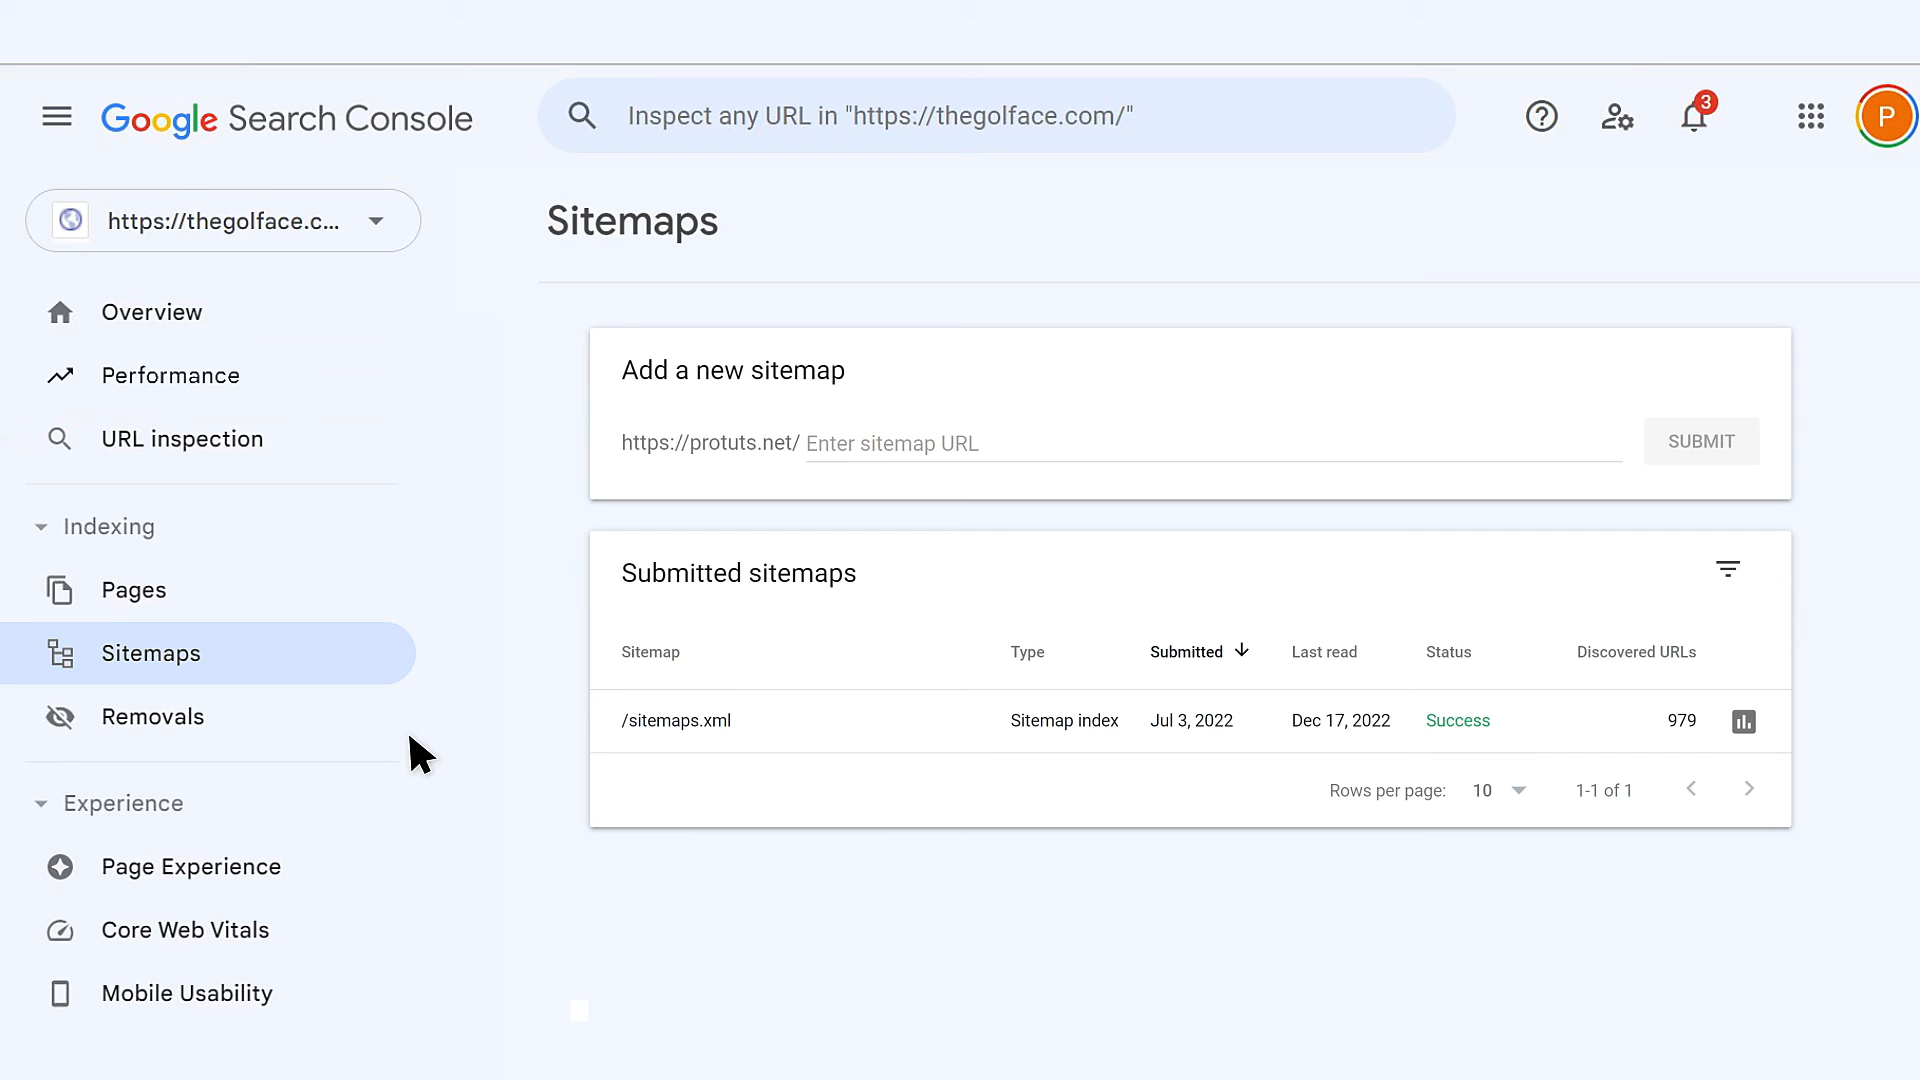 Google Search Console
Inspect any URL in "https://thegolface.com/"
3
P
https://thegolface.c...
Sitemaps
Overview
Performance
URL inspection
Indexing
Pages
Sitemaps
Removals
Experience
Page Experience
Core Web Vitals
Mobile Usability
Add a new sitemap
https://protuts.net/ Enter sitemap URL
SUBMIT
Submitted sitemaps
Sitemap Type Submitted Last read Status Discovered URLs
/sitemaps.xml Sitemap index Jul 3, 2022 Dec 17, 2022 Success 979
Rows per page: 10 1-1 of 1